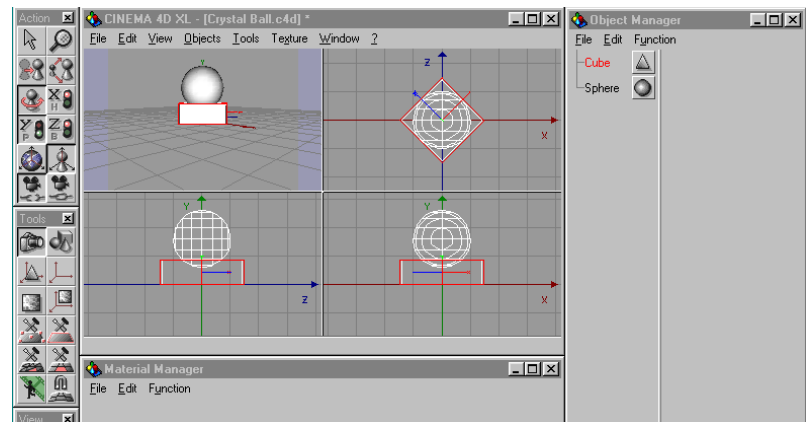 Action
CINEMA 4D XL - [Crystal Ball.c4d] *
File Edit View Objects Tools Texture Window ?
Object Manager
File Edit Function
Cube
Sphere
X
H
Y
P
Z
B
Tools
Y
Z
X
Y
Z
Y
X
Material Manager
File Edit Function
View